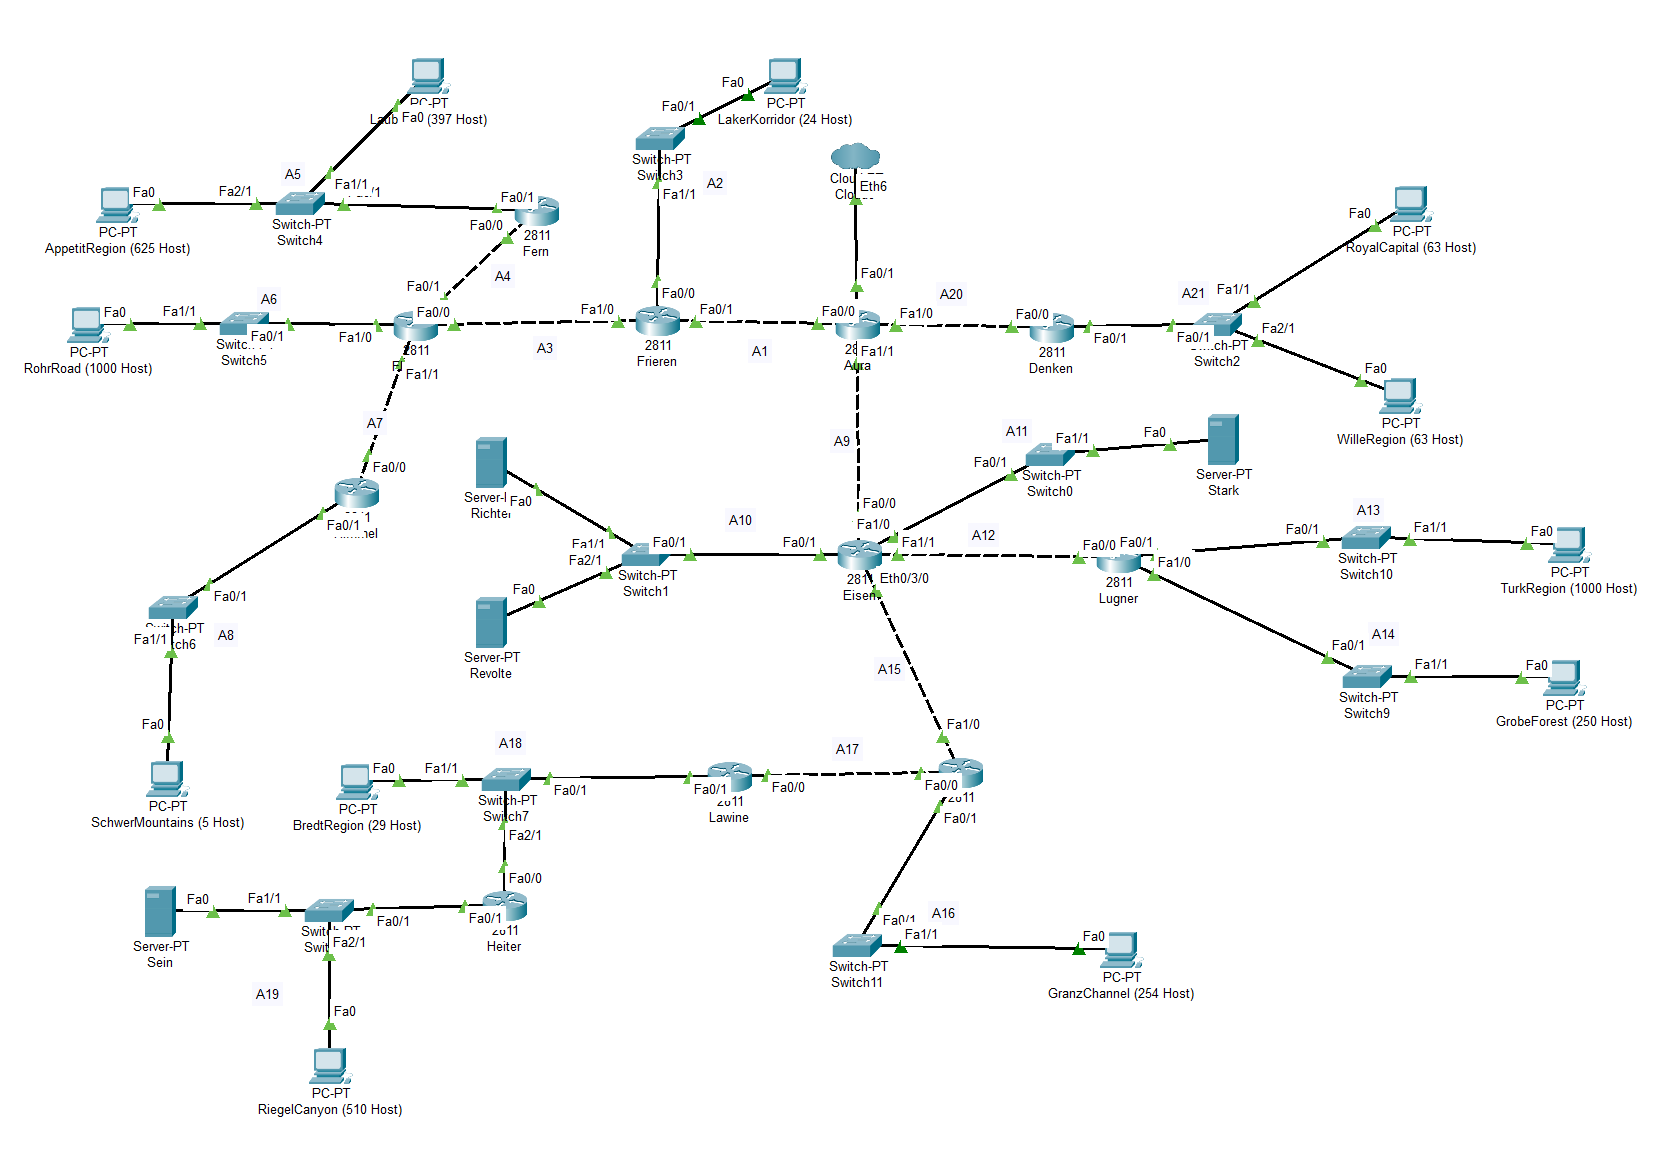 PC-PT
Fa0
(397 Host)
Fa0
PC-PT
LakerKorridor (24 Host)
Fa0/1
Switch-PT
Switch3
Fa1/1
A2
Eth6
A5
Fa1/1
Fa2/1
Fa0
PC-PT
AppetitRegion (625 Host)
Switch-PT
Switch4
Fa0/1
Fa0/0
2811
Fern
A4
Fa0
PC-PT
RoyalCapital (63 Host)
Fa0/1
A6
Fa0
Fa1/1
Fa0/1
Switch5
PC-PT
RohrRoad (1000 Host)
Fa1/0
Fa0/0
2811
Fa1/1
A3
Fa1/0
Fa0/0
Fa0/1
2811
Frieren
A1
Fa0/1
Fa0/0
Fa1/0
Fa1/1
Aura
A20
Fa0/0
Fa0/1
2811
Denken
A21
Fa1/1
Fa2/1
Fa0/1
Switch2
Fa0
PC-PT
WilleRegion (63 Host)
A7
Fa0/0
Fa0/1
A9
A11
Fa0/1
Fa1/1
Fa0
Switch-PT
Switch0
Server-PT
Stark
Fa0
Richter
A10
Fa1/1
Fa2/1
Fa0/1
Switch-PT
Switch1
Fa0
Server-PT
Revolte
Fa0/1
Fa0/0
Fa1/0
Fa1/1
Eth0/3/0
Eisen
A12
Fa0/0
Fa0/1
Fa1/0
2811
Lugner
A13
Fa0/1
Fa1/1
Switch-PT
Switch10
Fa0
PC-PT
TurkRegion (1000 Host)
A14
Fa0/1
Fa1/1
Switch-PT
Switch9
Fa0
PC-PT
GrobeForest (250 Host)
Fa0/1
Fa1/1
A8
Fa0
PC-PT
SchwerMountains (5 Host)
A15
Fa1/0
Fa0/0
2811
Fa0/1
A17
A18
Fa0
Fa1/1
Fa0/1
Fa2/1
Switch-PT
Switch7
PC-PT
BredtRegion (29 Host)
Fa0/1
Fa0/0
2811
Lawine
Fa0/0
Fa0/1
2811
Heiter
Fa0
Fa1/1
Fa0/1
Fa2/1
Server-PT
Sein
A19
Fa0
PC-PT
RiegelCanyon (510 Host)
Fa0/1
A16
Fa1/1
Switch-PT
Switch11
Fa0
PC-PT
GranzChannel (254 Host)